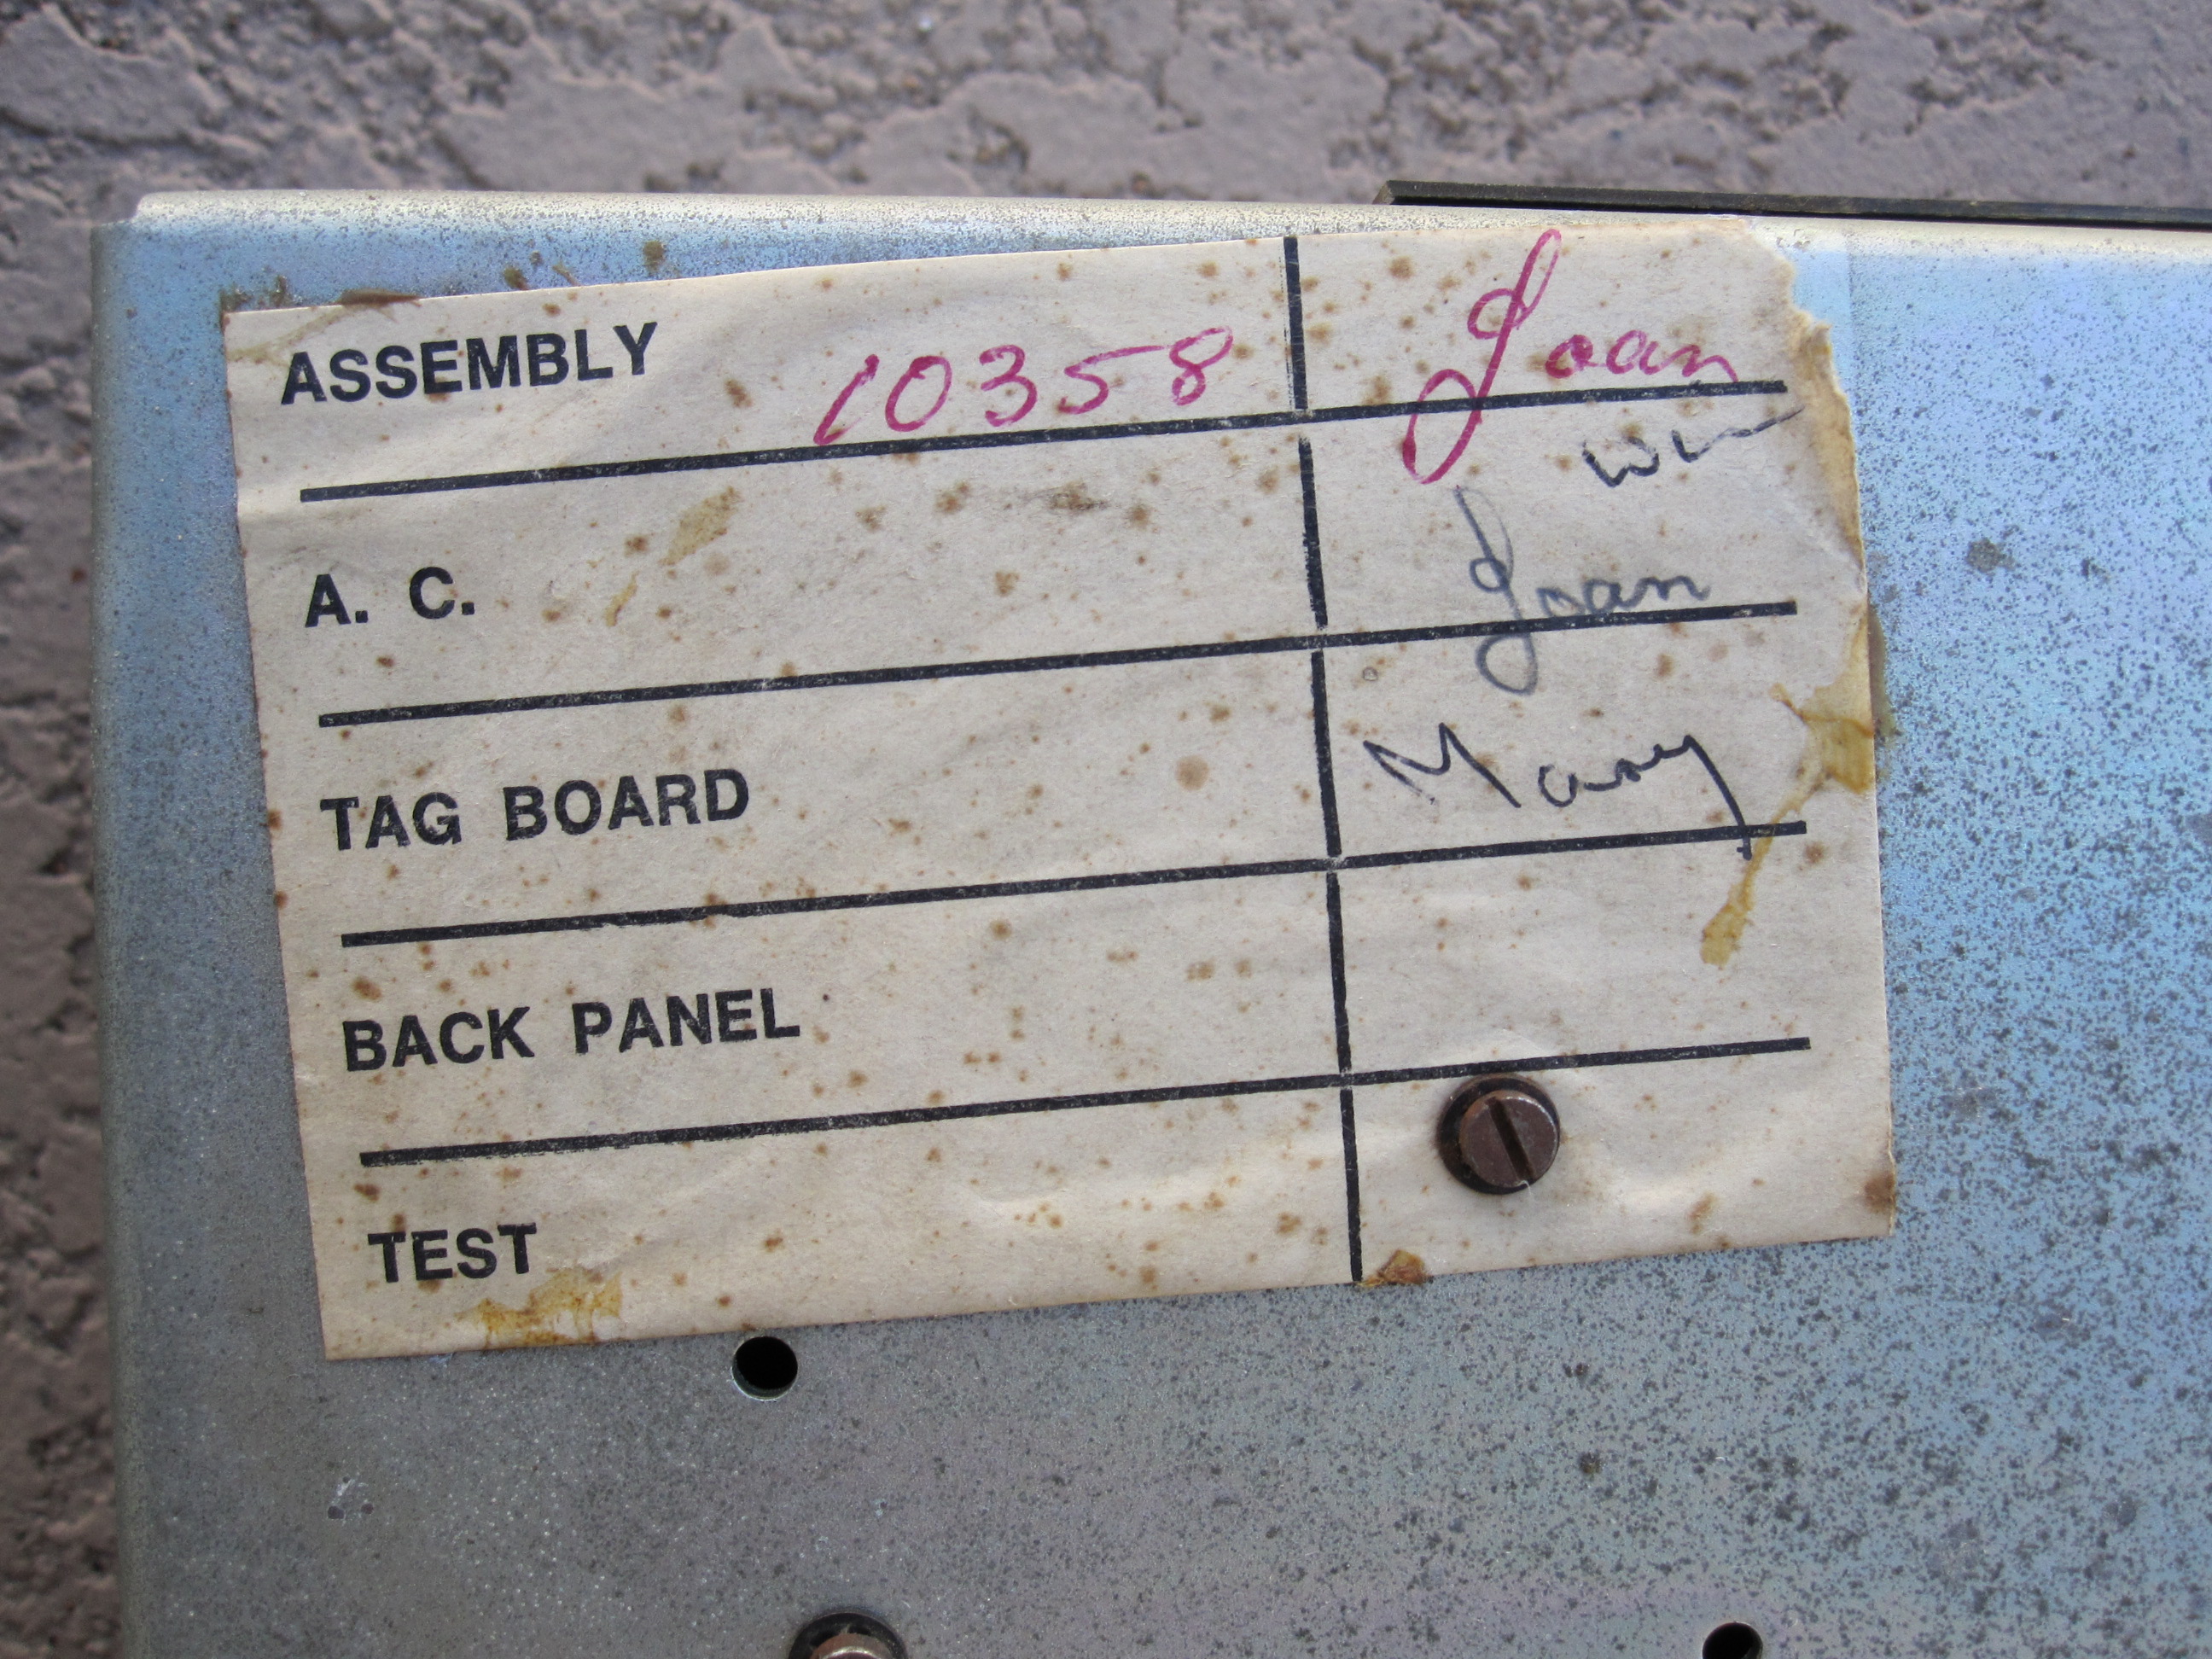 ASSEMBLY 10358 Joan
A. C. Joan
TAG BOARD Mary
BACK PANEL
TEST